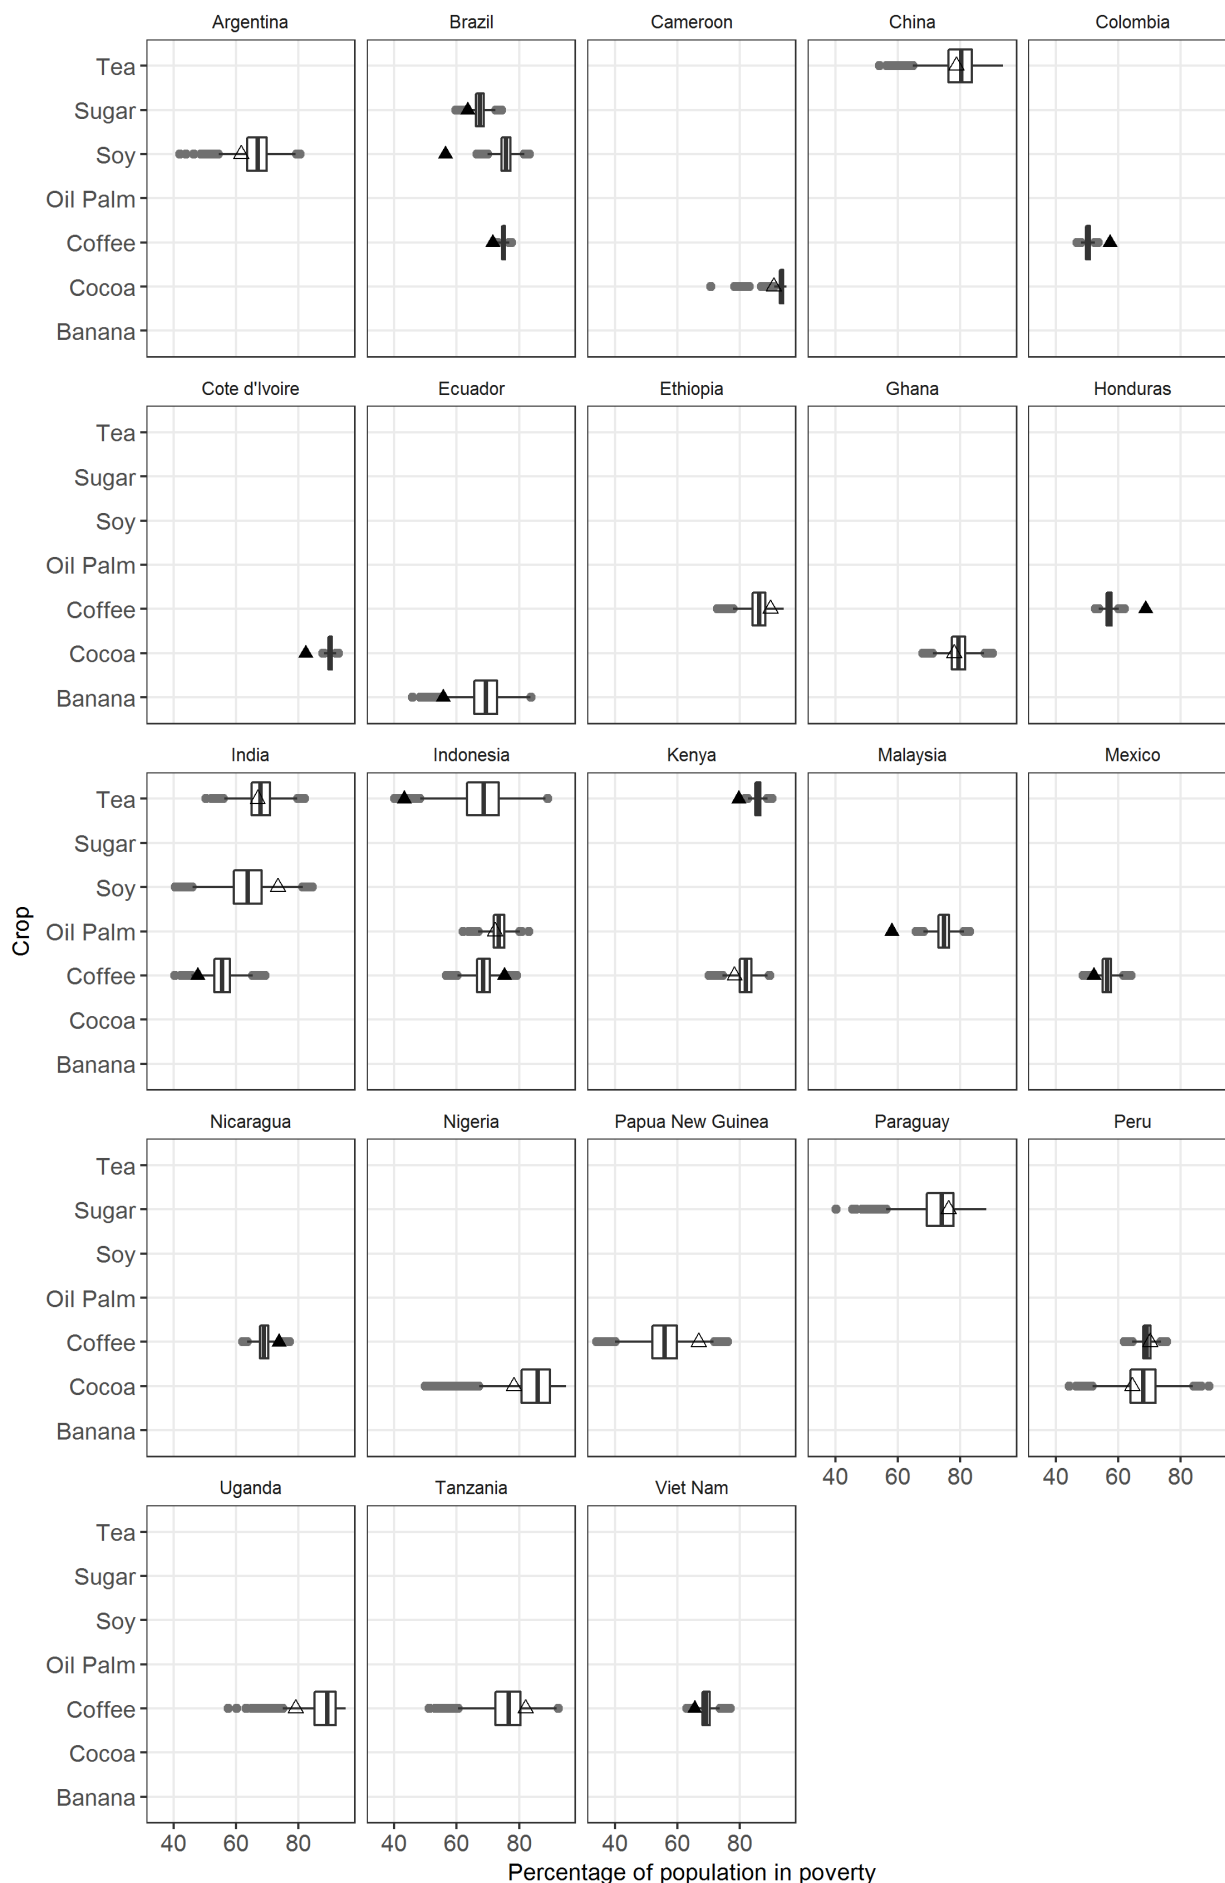 Argentina Brazil Cameroon China Colombia
Tea
Sugar
Soy
Oil Palm
Coffee
Cocoa
Banana
Cote d'Ivoire Ecuador Ethiopia Ghana Honduras
Tea
Sugar
Soy
Oil Palm
Coffee
Cocoa
Banana
India Indonesia Kenya Malaysia Mexico
Tea
Sugar
Soy
Oil Palm
Coffee
Cocoa
Banana
Crop
Nicaragua Nigeria Papua New Guinea Paraguay Peru
Tea
Sugar
Soy
Oil Palm
Coffee
Cocoa
Banana
40 60 80 40 60 80
Uganda Tanzania Viet Nam
Tea
Sugar
Soy
Oil Palm
Coffee
Cocoa
Banana
40 60 80 40 60 80 40 60 80
Percentage of population in poverty